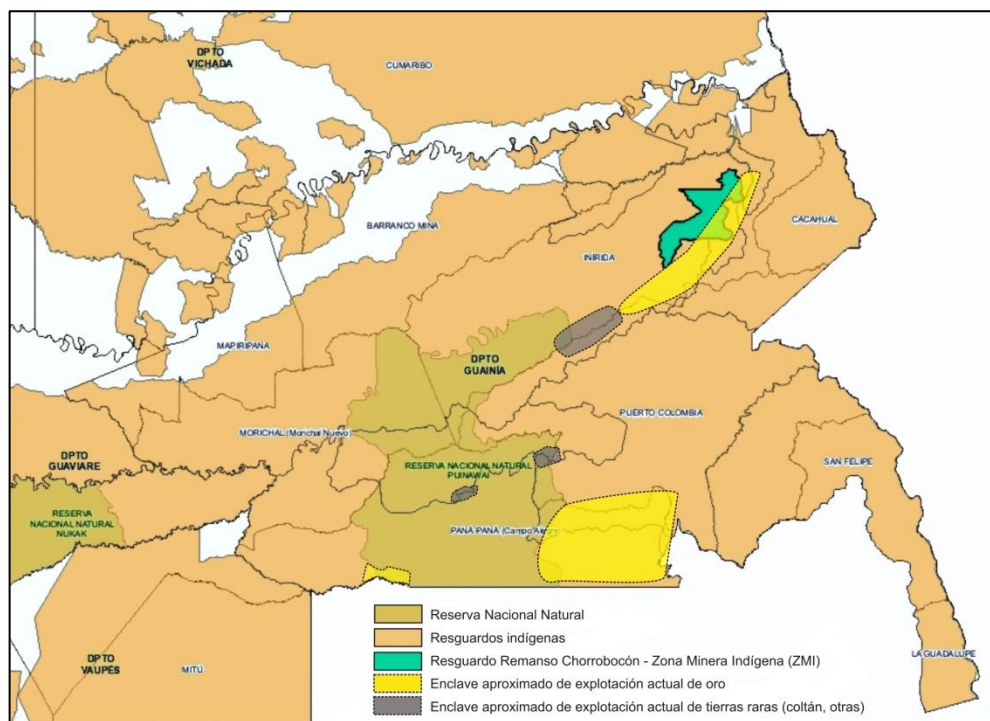 DPTO
VICHADA
CUMARIBO
BARRANCO MINA
CACAHUAL
INÍRIDA
MAPIRIPANA
DPTO
GUAINÍA
PUERTO COLOMBIA
MORICHAL (Morichal Nuevo)
DPTO
GUAVIARE
SAN FELIPE
RESERVA NACIONAL NATURAL
PUINAWAI
RESERVA
NACIONAL NATURAL
NUKAK
PANÁ PANÁ (Campo Alegre)
DPTO
VAUPÉS
MITÚ
LA GUADALUPE
Reserva Nacional Natural
Resguardos indígenas
Resguardo Remanso Chorrobocón - Zona Minera Indígena (ZMI)
Enclave aproximado de explotación actual de oro
Enclave aproximado de explotación actual de tierras raras (coltán, otras)